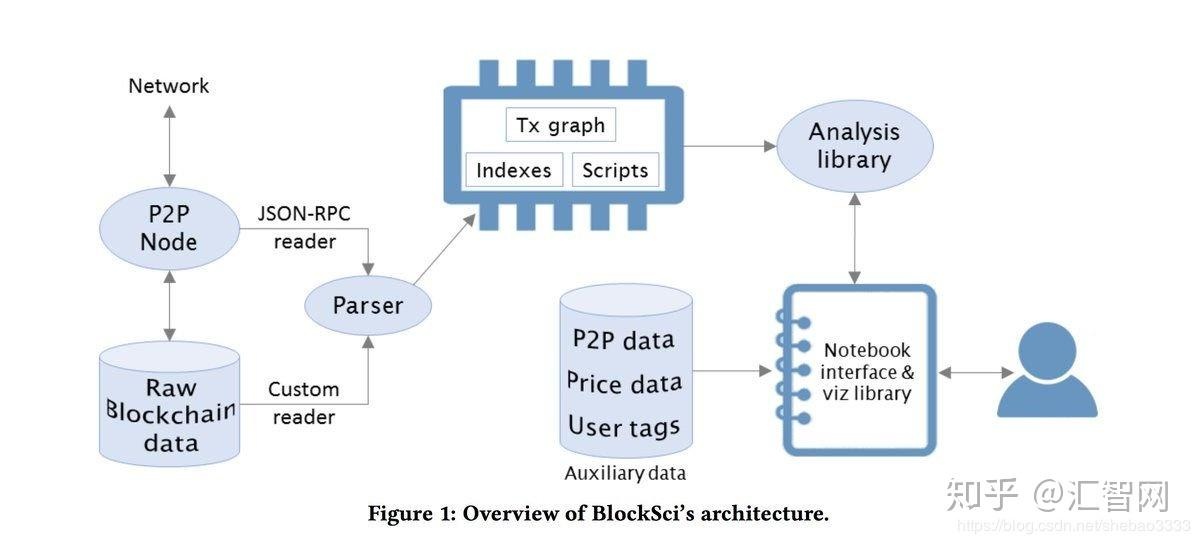 Network
P2P
Node
JSON-RPC
reader
Parser
Raw
Blockchain
data
Custom
reader
Tx graph
Indexes
Scripts
Analysis
library
P2P data
Price data
User tags
Auxiliary data
Notebook
interface &
viz library
Figure 1: Overview of BlockSci's architecture.
知乎 @汇智网
https://blog.csdn.net/shebao3333